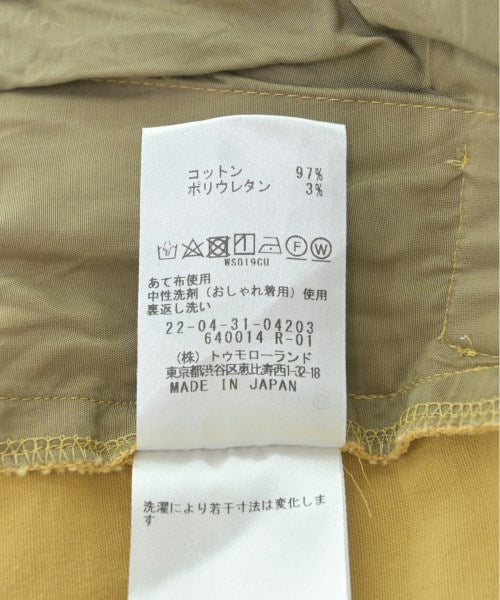 コットン 97%
ポリウレタン 3%
F W
WS019CU
あて布使用
中性洗剤（おしゃれ着用）使用
裏返し洗い
22-04-31-04203
640014 R-01
(株) トゥモローランド
東京都渋谷区恵比寿西1-32-18
MADE IN JAPAN
洗濯により若干寸法は変化しま
す